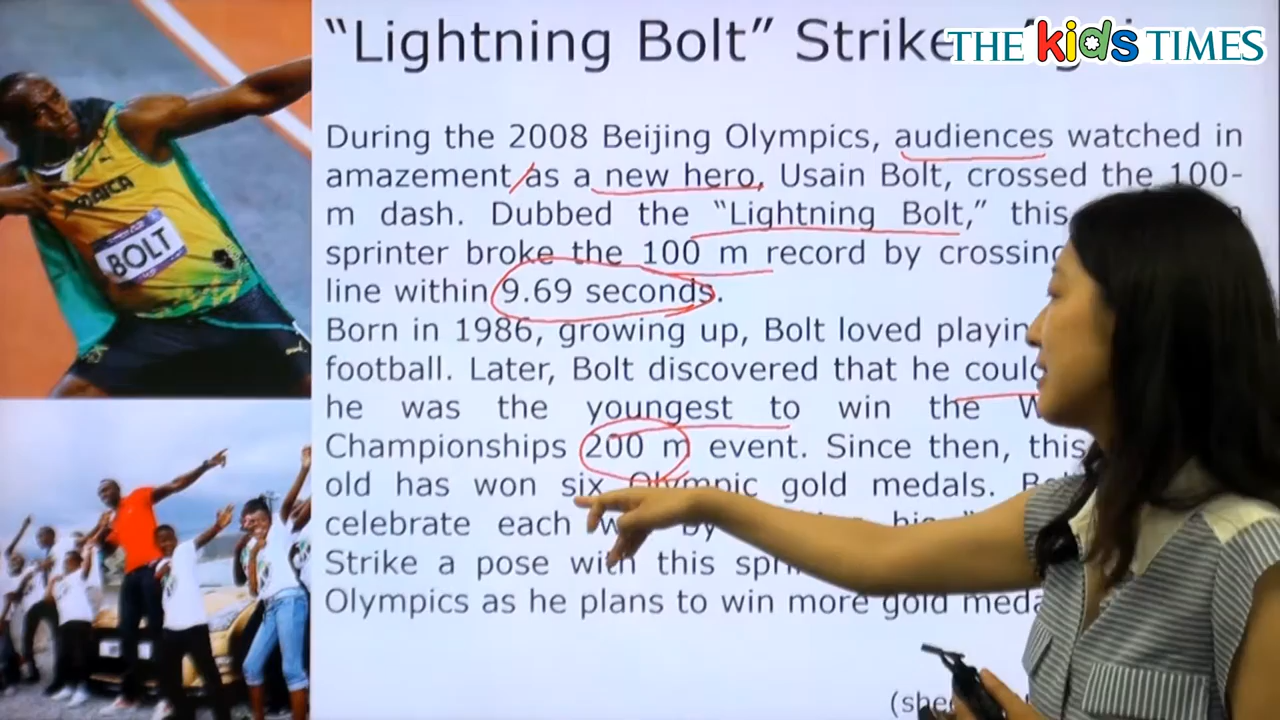 “Lightning Bolt” Strike
THE kids TIMES
During the 2008 Beijing Olympics, audiences watched in
amazement as a new hero, Usain Bolt, crossed the 100-
m dash. Dubbed the “Lightning Bolt,” this
sprinter broke the 100 m record by crossing
line within 9.69 seconds.
Born in 1986, growing up, Bolt loved playin
football. Later, Bolt discovered that he could
he was the youngest to win the W
Championships 200 m event. Since then, this
old has won six Olympic gold medals. B
celebrate each by his
Strike a pose with this spri
Olympics as he plans to win more gold meda
(she
JAMAICA
BOLT